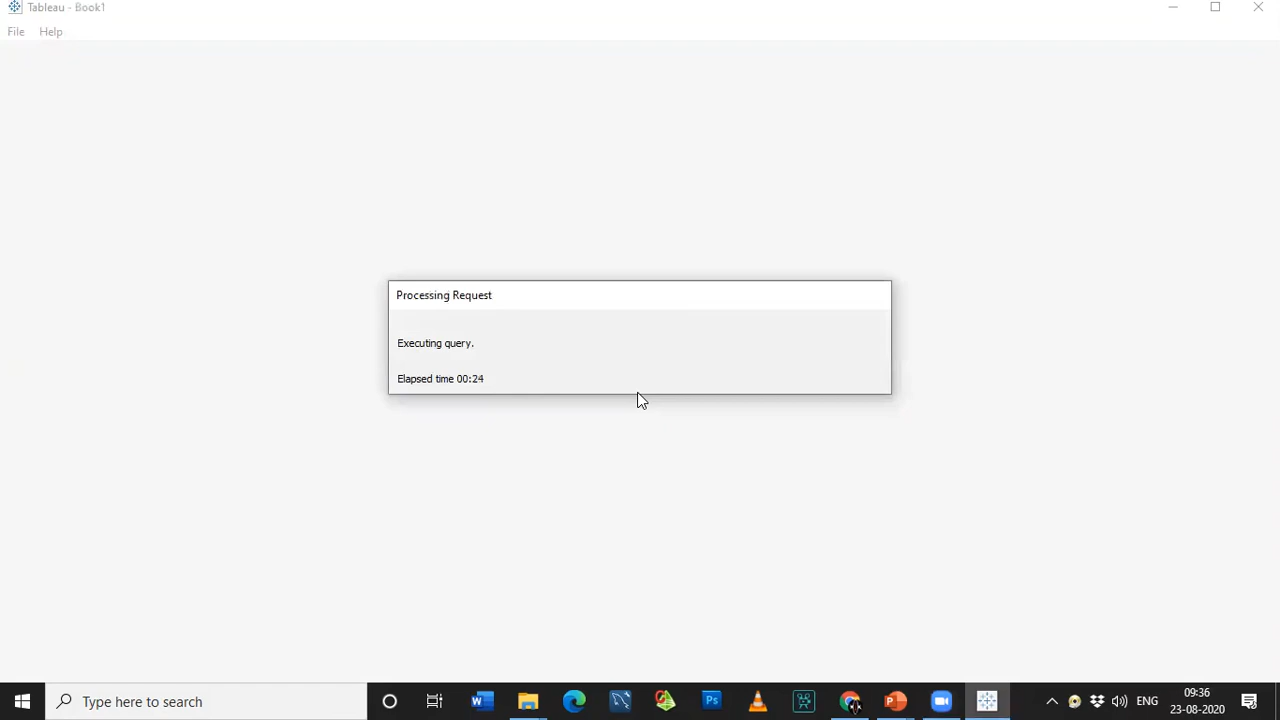 Tableau - Book1
File Help
Processing Request
Executing query.
Elapsed time 00:24
Type here to search
W
Ps
P
ENG
09:36
23-08-2020